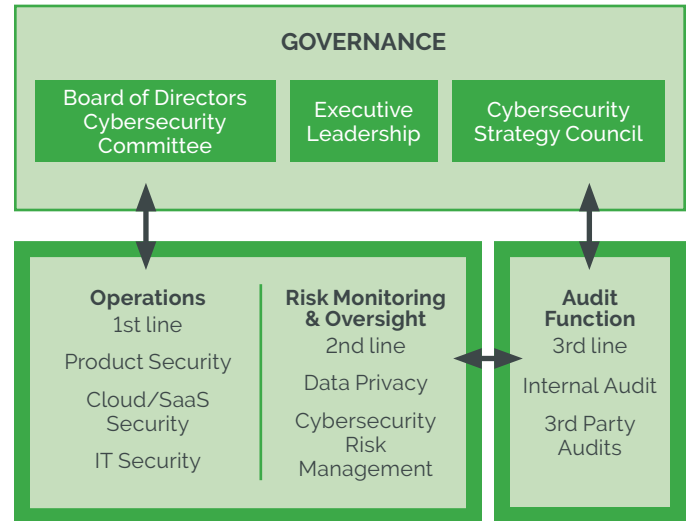 GOVERNANCE
Board of Directors
Cybersecurity
Committee
Executive
Leadership
Cybersecurity
Strategy Council
Operations
1st line
Product Security
Cloud/SaaS
Security
IT Security
Risk Monitoring
& Oversight
2nd line
Data Privacy
Cybersecurity
Risk
Management
Audit
Function
3rd line
Internal Audit
3rd Party
Audits